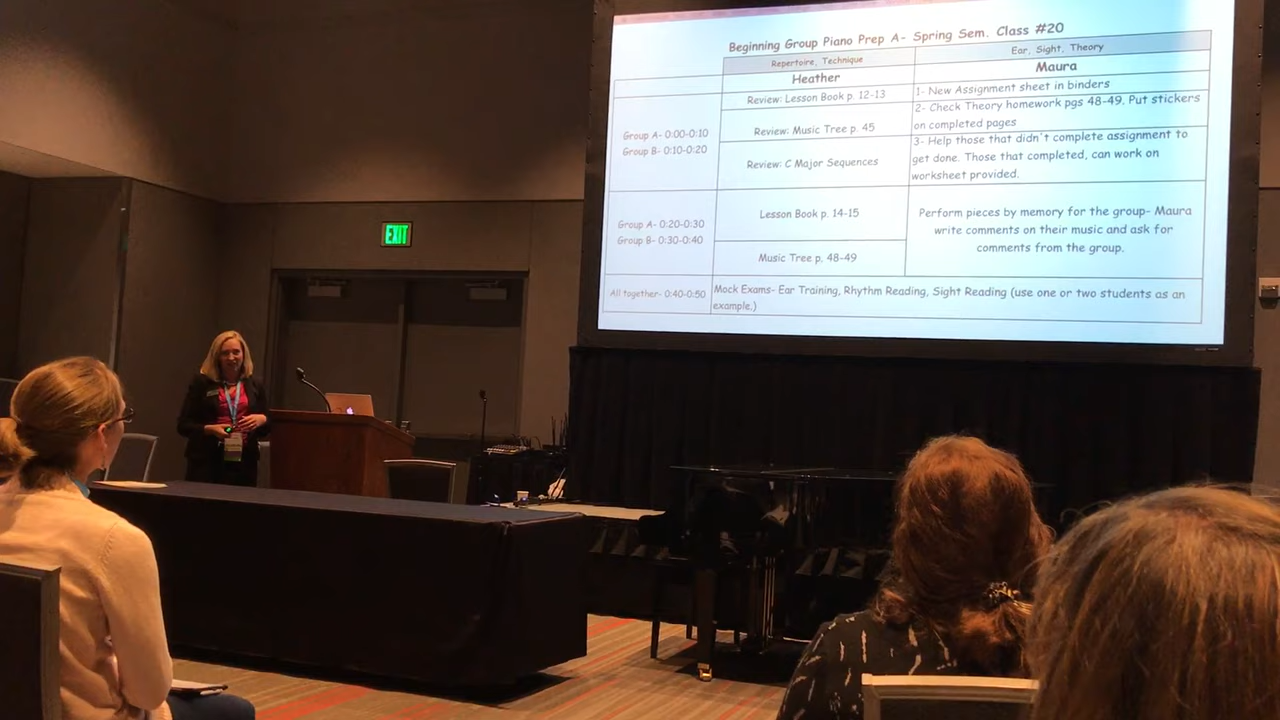 Beginning Group Piano Prep A- Spring Sem. Class #20
Repertoire, Technique
Ear, Sight, Theory
Heather
Maura
Group A- 0:00-0:10
Group B- 0:10-0:20
Review: Lesson Book p. 12-13
Review: Music Tree p. 45
Review: C Major Sequences
1- New Assignment sheet in binders
2- Check Theory homework pgs 48-49. Put stickers
on completed pages
3- Help those that didn't complete assignment to
get done. Those that completed, can work on
worksheet provided.
Group A- 0:20-0:30
Group B- 0:30-0:40
Lesson Book p. 14-15
Music Tree p. 48-49
Perform pieces by memory for the group- Maura
write comments on their music and ask for
comments from the group.
All together- 0:40-0:50
Mock Exams- Ear Training, Rhythm Reading, Sight Reading (use one or two students as an
example.)
EXIT